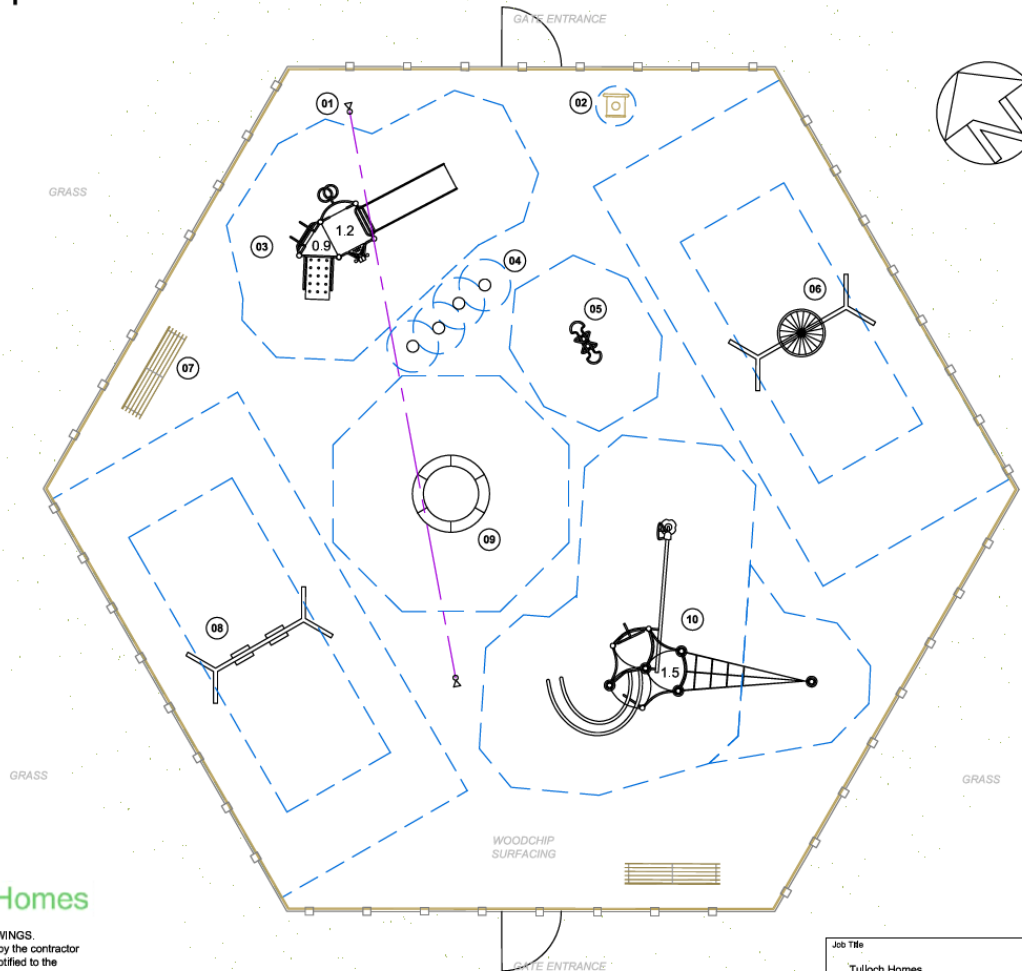 GATE ENTRANCE
01
02
GRASS
1.2
03
0.9
04
06
05
07
09
08
10
1.5
GRASS
GRASS
WOODCHIP
SURFACING
Homes
WINGS.
by the contractor
otified to the
Job Title
Tulloch Homes
GATE ENTRANCE